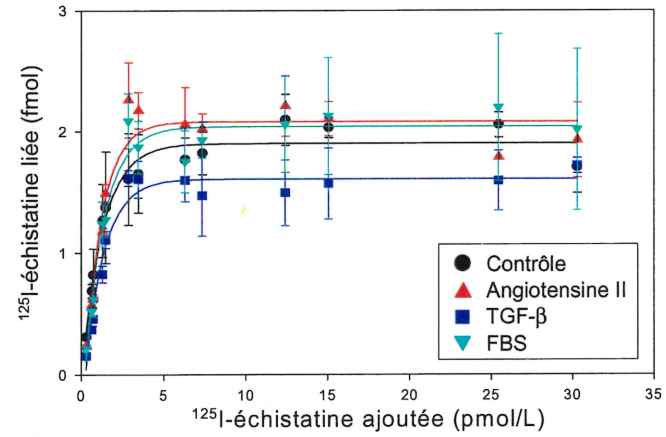 3
2
1
0
¹²⁵I-échistatine liée (fmol)
Contrôle
Angiotensine II
TGF-β
FBS
0 5 10 15 20 25 30 35
¹²⁵I-échistatine ajoutée (pmol/L)